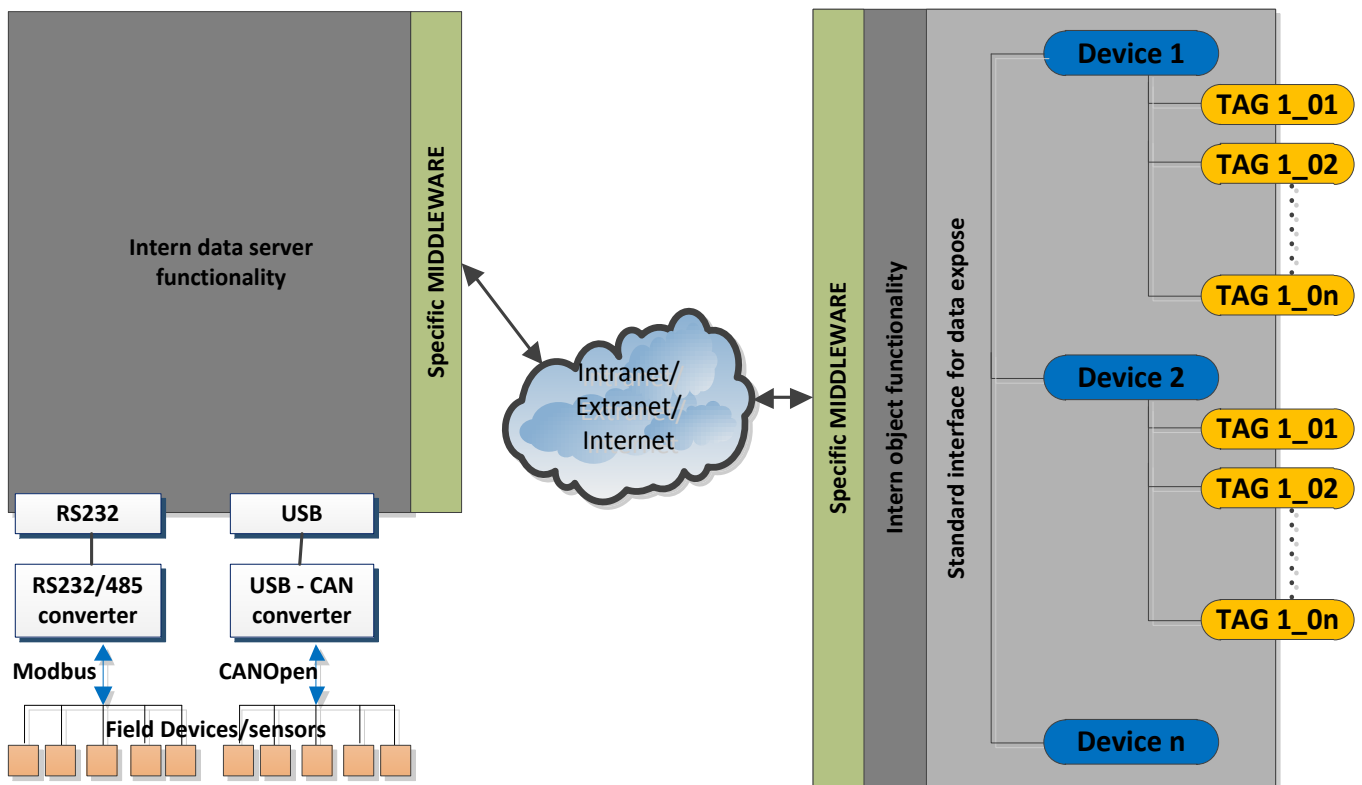 Intern data server
functionality
Specific MIDDLEWARE
RS232
USB
RS232/485
converter
USB - CAN
converter
Modbus
CANOpen
Field Devices/sensors
Intranet/
Extranet/
Internet
Specific MIDDLEWARE
Intern object functionality
Standard interface for data expose
Device 1
TAG 1_01
TAG 1_02
TAG 1_0n
Device 2
TAG 1_01
TAG 1_02
TAG 1_0n
Device n